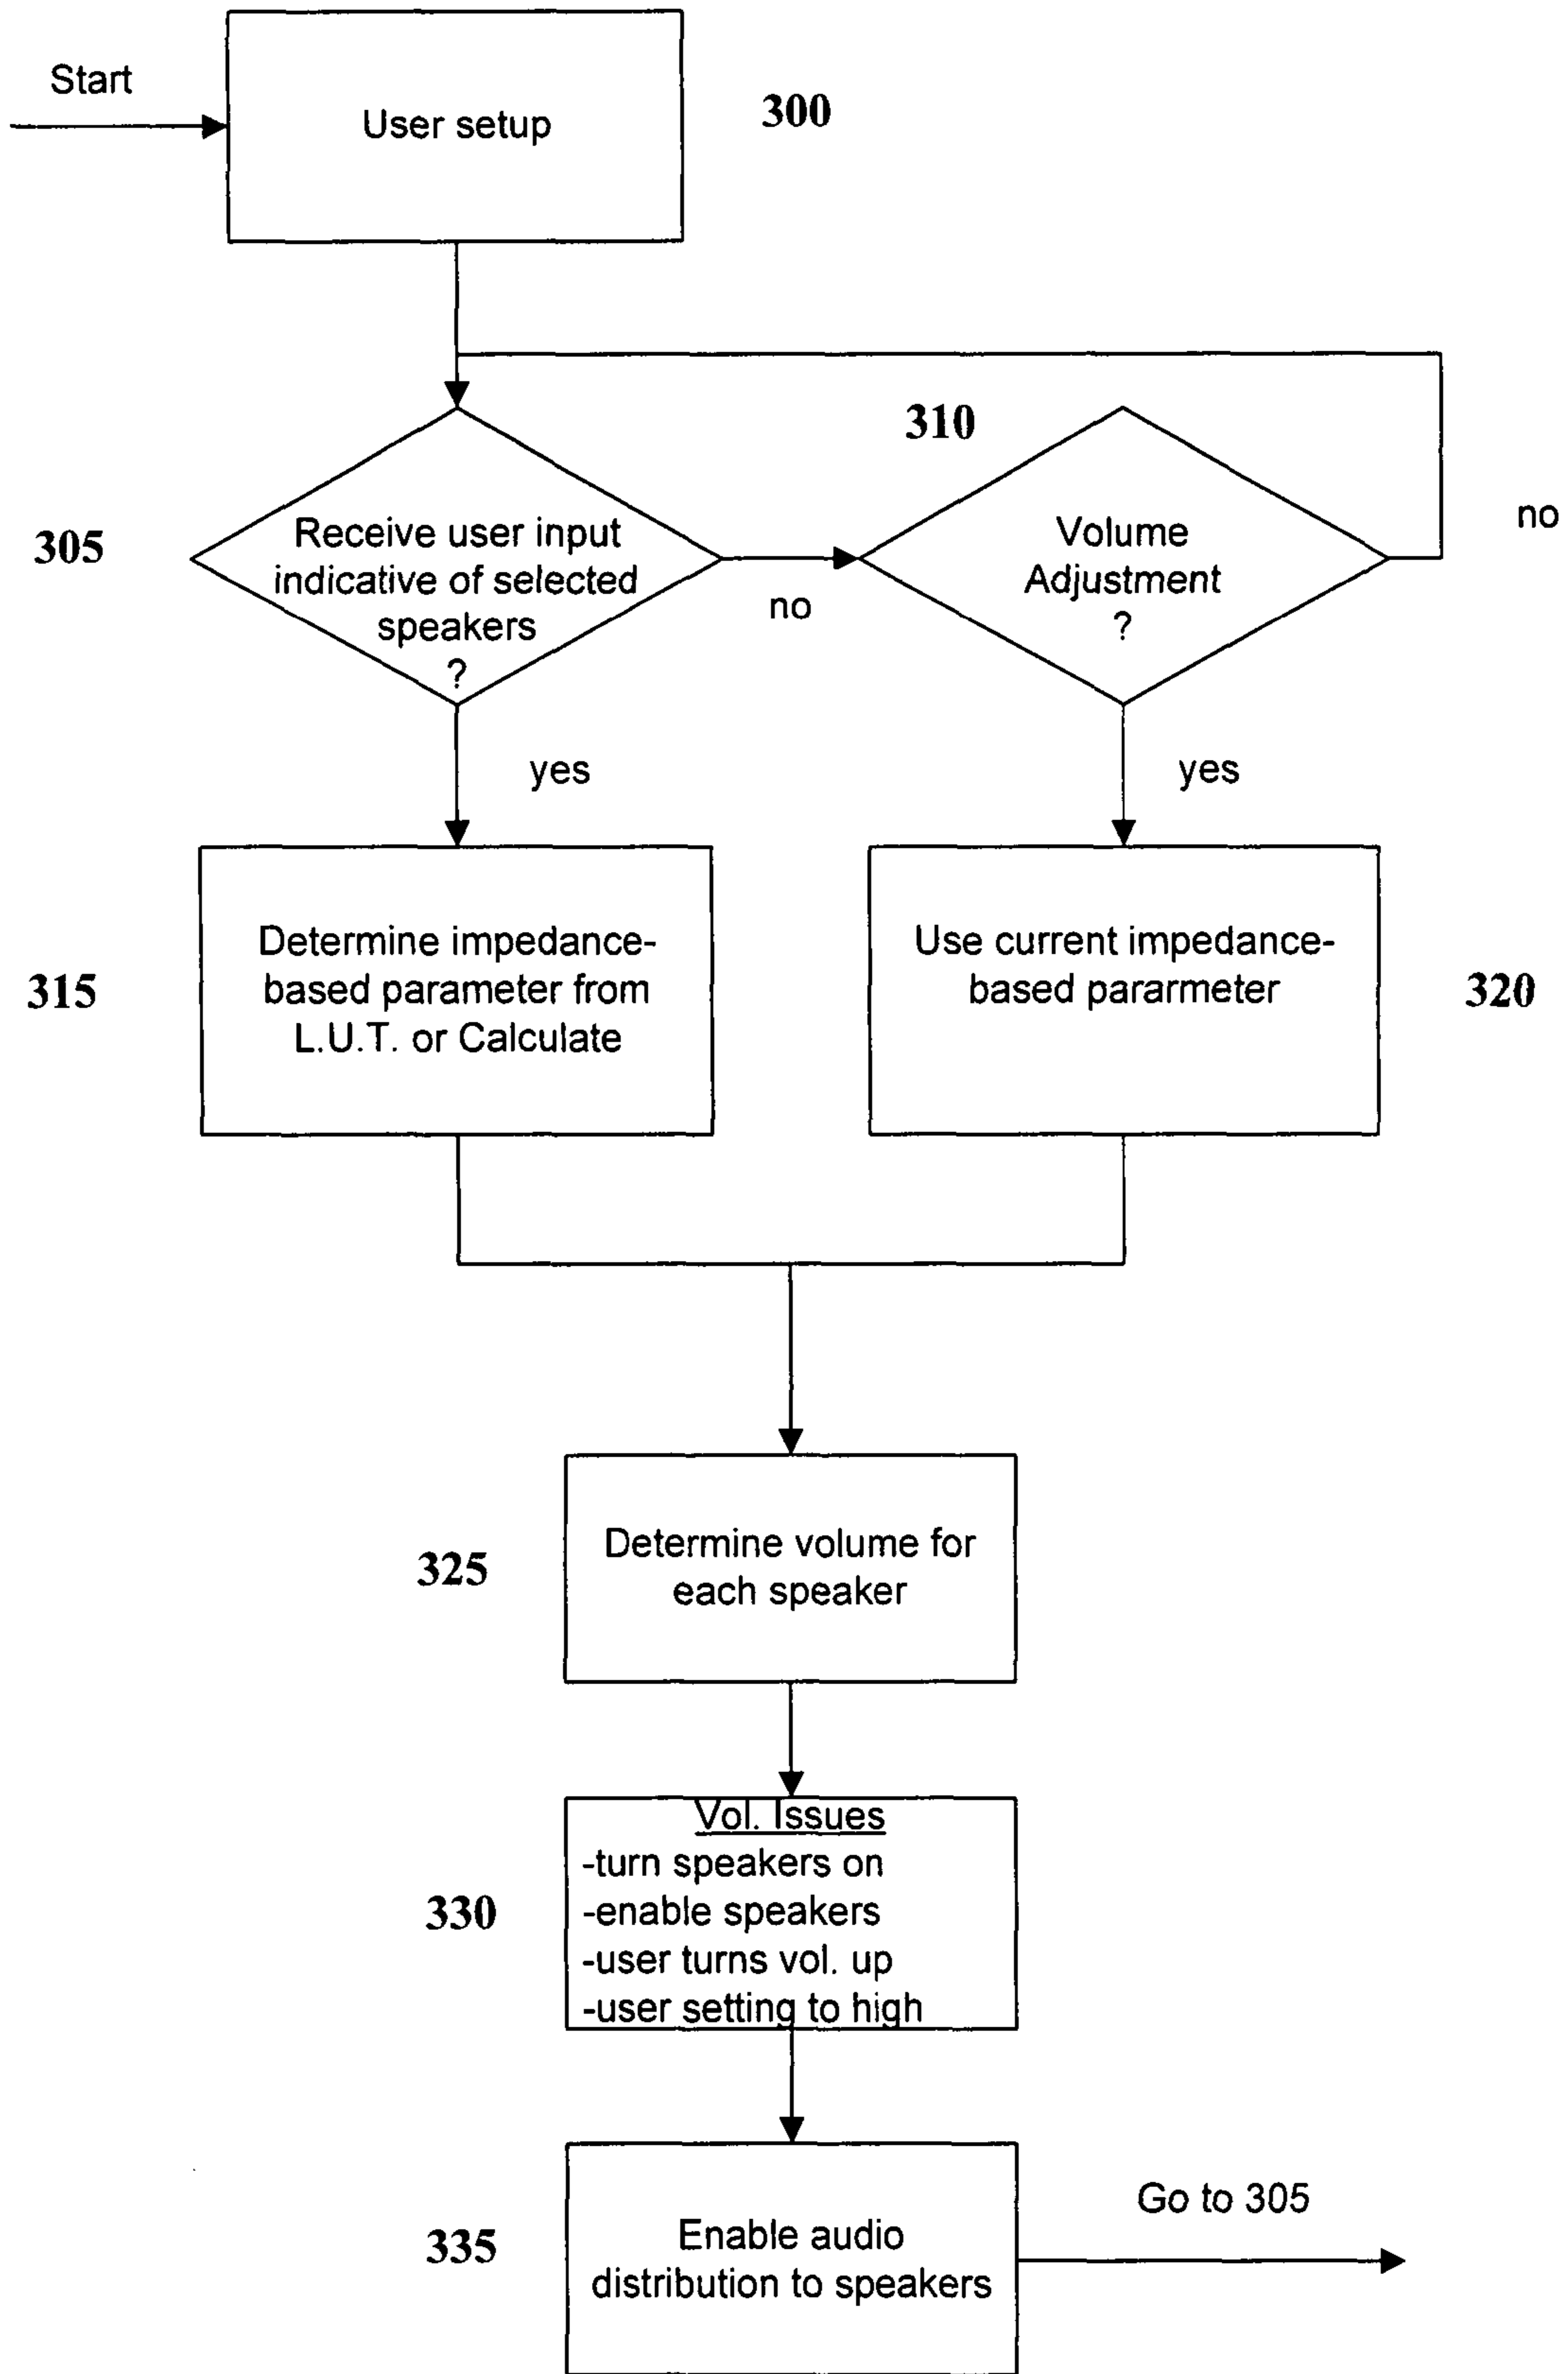 Start
User setup
300
310
305
Receive user input
indicative of selected
speakers
?
no
Volume
Adjustment
?
no
yes
yes
315
Determine impedance-
based parameter from
L.U.T. or Calculate
Use current impedance-
based pararmeter
320
325
Determine volume for
each speaker
330
Vol. Issues
-turn speakers on
-enable speakers
-user turns vol. up
-user setting to high
335
Enable audio
distribution to speakers
Go to 305